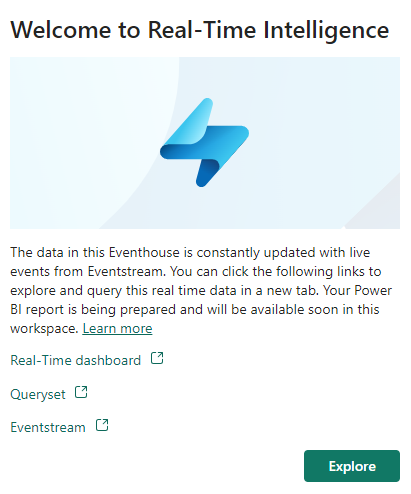 Welcome to Real-Time Intelligence
The data in this Eventhouse is constantly updated with live
events from Eventstream. You can click the following links to
explore and query this real time data in a new tab. Your Power
BI report is being prepared and will be available soon in this
workspace. Learn more
Real-Time dashboard
Queryset
Eventstream
Explore